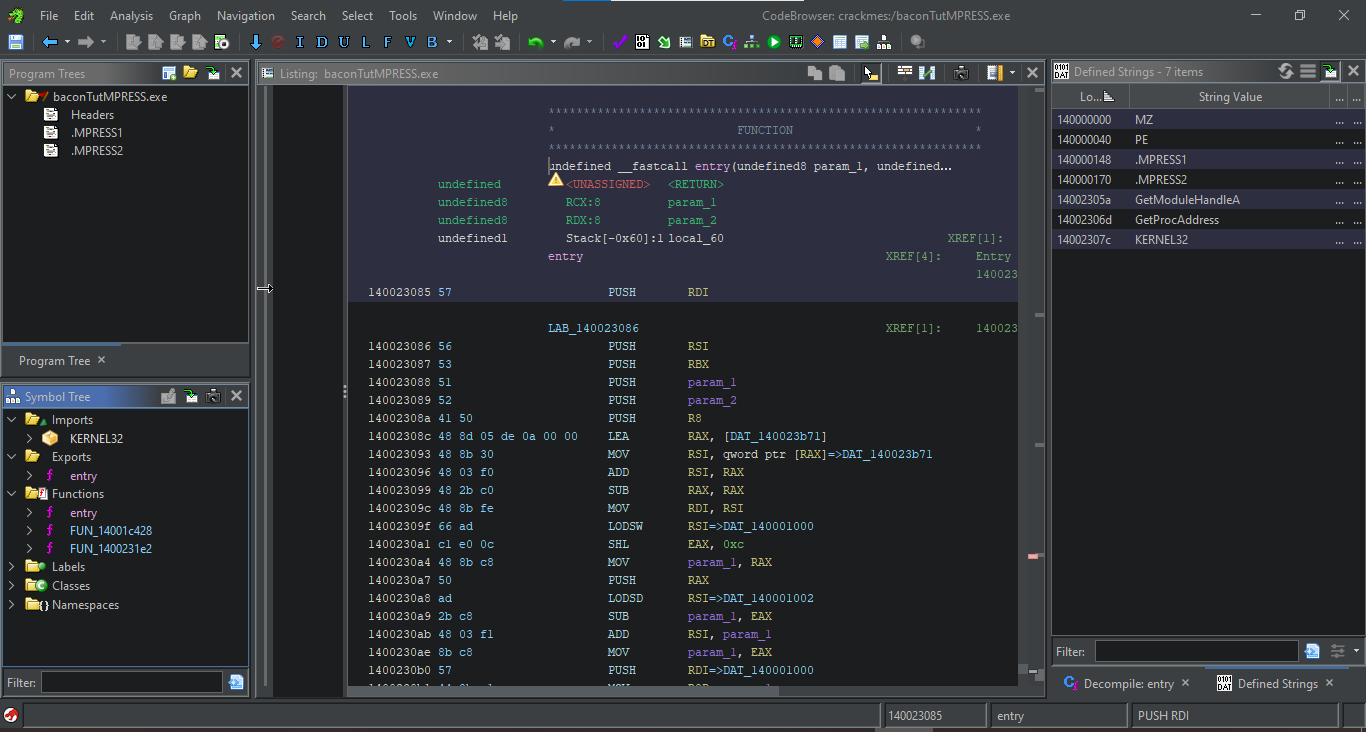 File Edit Analysis Graph Navigation Search Select Tools Window Help
CodeBrowser: crackmes:/baconTutMPRESS.exe
I D U L F V B
Program Trees
baconTutMPRESS.exe
Headers
.MPRESS1
.MPRESS2
Program Tree
Symbol Tree
Imports
KERNEL32
Exports
entry
Functions
entry
FUN_14001c428
FUN_1400231e2
Labels
Classes
Namespaces
Filter:
Listing: baconTutMPRESS.exe
**************************************************************
* FUNCTION *
**************************************************************
undefined __fastcall entry(undefined8 param_1, undefined...
undefined <UNASSIGNED> <RETURN>
undefined8 RCX:8 param_1
undefined8 RDX:8 param_2
undefined1 Stack[-0x60]:1 local_60 XREF[1]:
entry XREF[4]: Entry
140023
140023085 57 PUSH RDI
LAB_140023086 XREF[1]: 140023
140023086 56 PUSH RSI
140023087 53 PUSH RBX
140023088 51 PUSH param_1
140023089 52 PUSH param_2
14002308a 41 50 PUSH R8
14002308c 48 8d 05 de 0a 00 00 LEA RAX, [DAT_140023b71]
140023093 48 8b 30 MOV RSI, qword ptr [RAX]=>DAT_140023b71
140023096 48 03 f0 ADD RSI, RAX
140023099 48 2b c0 SUB RAX, RAX
14002309c 48 8b fe MOV RDI, RSI
14002309f 66 ad LODSW RSI=>DAT_140001000
1400230a1 c1 e0 0c SHL EAX, 0xc
1400230a4 48 8b c8 MOV param_1, RAX
1400230a7 50 PUSH RAX
1400230a8 ad LODSD RSI=>DAT_140001002
1400230a9 2b c8 SUB param_1, EAX
1400230ab 48 03 f1 ADD RSI, param_1
1400230ae 8b c8 MOV param_1, EAX
1400230b0 57 PUSH RDI=>DAT_140001000
Defined Strings - 7 items
Lo... String Value ... ...
140000000 MZ ... ...
140000040 PE ... ...
140000148 .MPRESS1 ... ...
140000170 .MPRESS2 ... ...
14002305a GetModuleHandleA ... ...
14002306d GetProcAddress ... ...
14002307c KERNEL32 ... ...
Filter:
Decompile: entry
Defined Strings
140023085 entry PUSH RDI